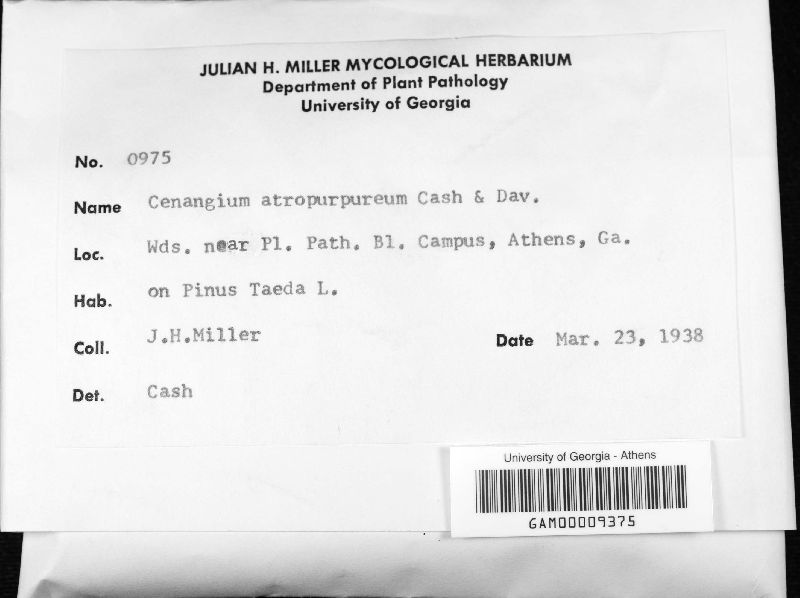 JULIAN H. MILLER MYCOLOGICAL HERBARIUM
Department of Plant Pathology
University of Georgia
No. 0975
Name Cenangium atropurpureum Cash & Dav.
Loc. Wds. near Pl. Path. Bl. Campus, Athens, Ga.
Hab. on Pinus Taeda L.
Coll. J.H.Miller Date Mar. 23, 1938
Det. Cash
University of Georgia - Athens
GAM00009375